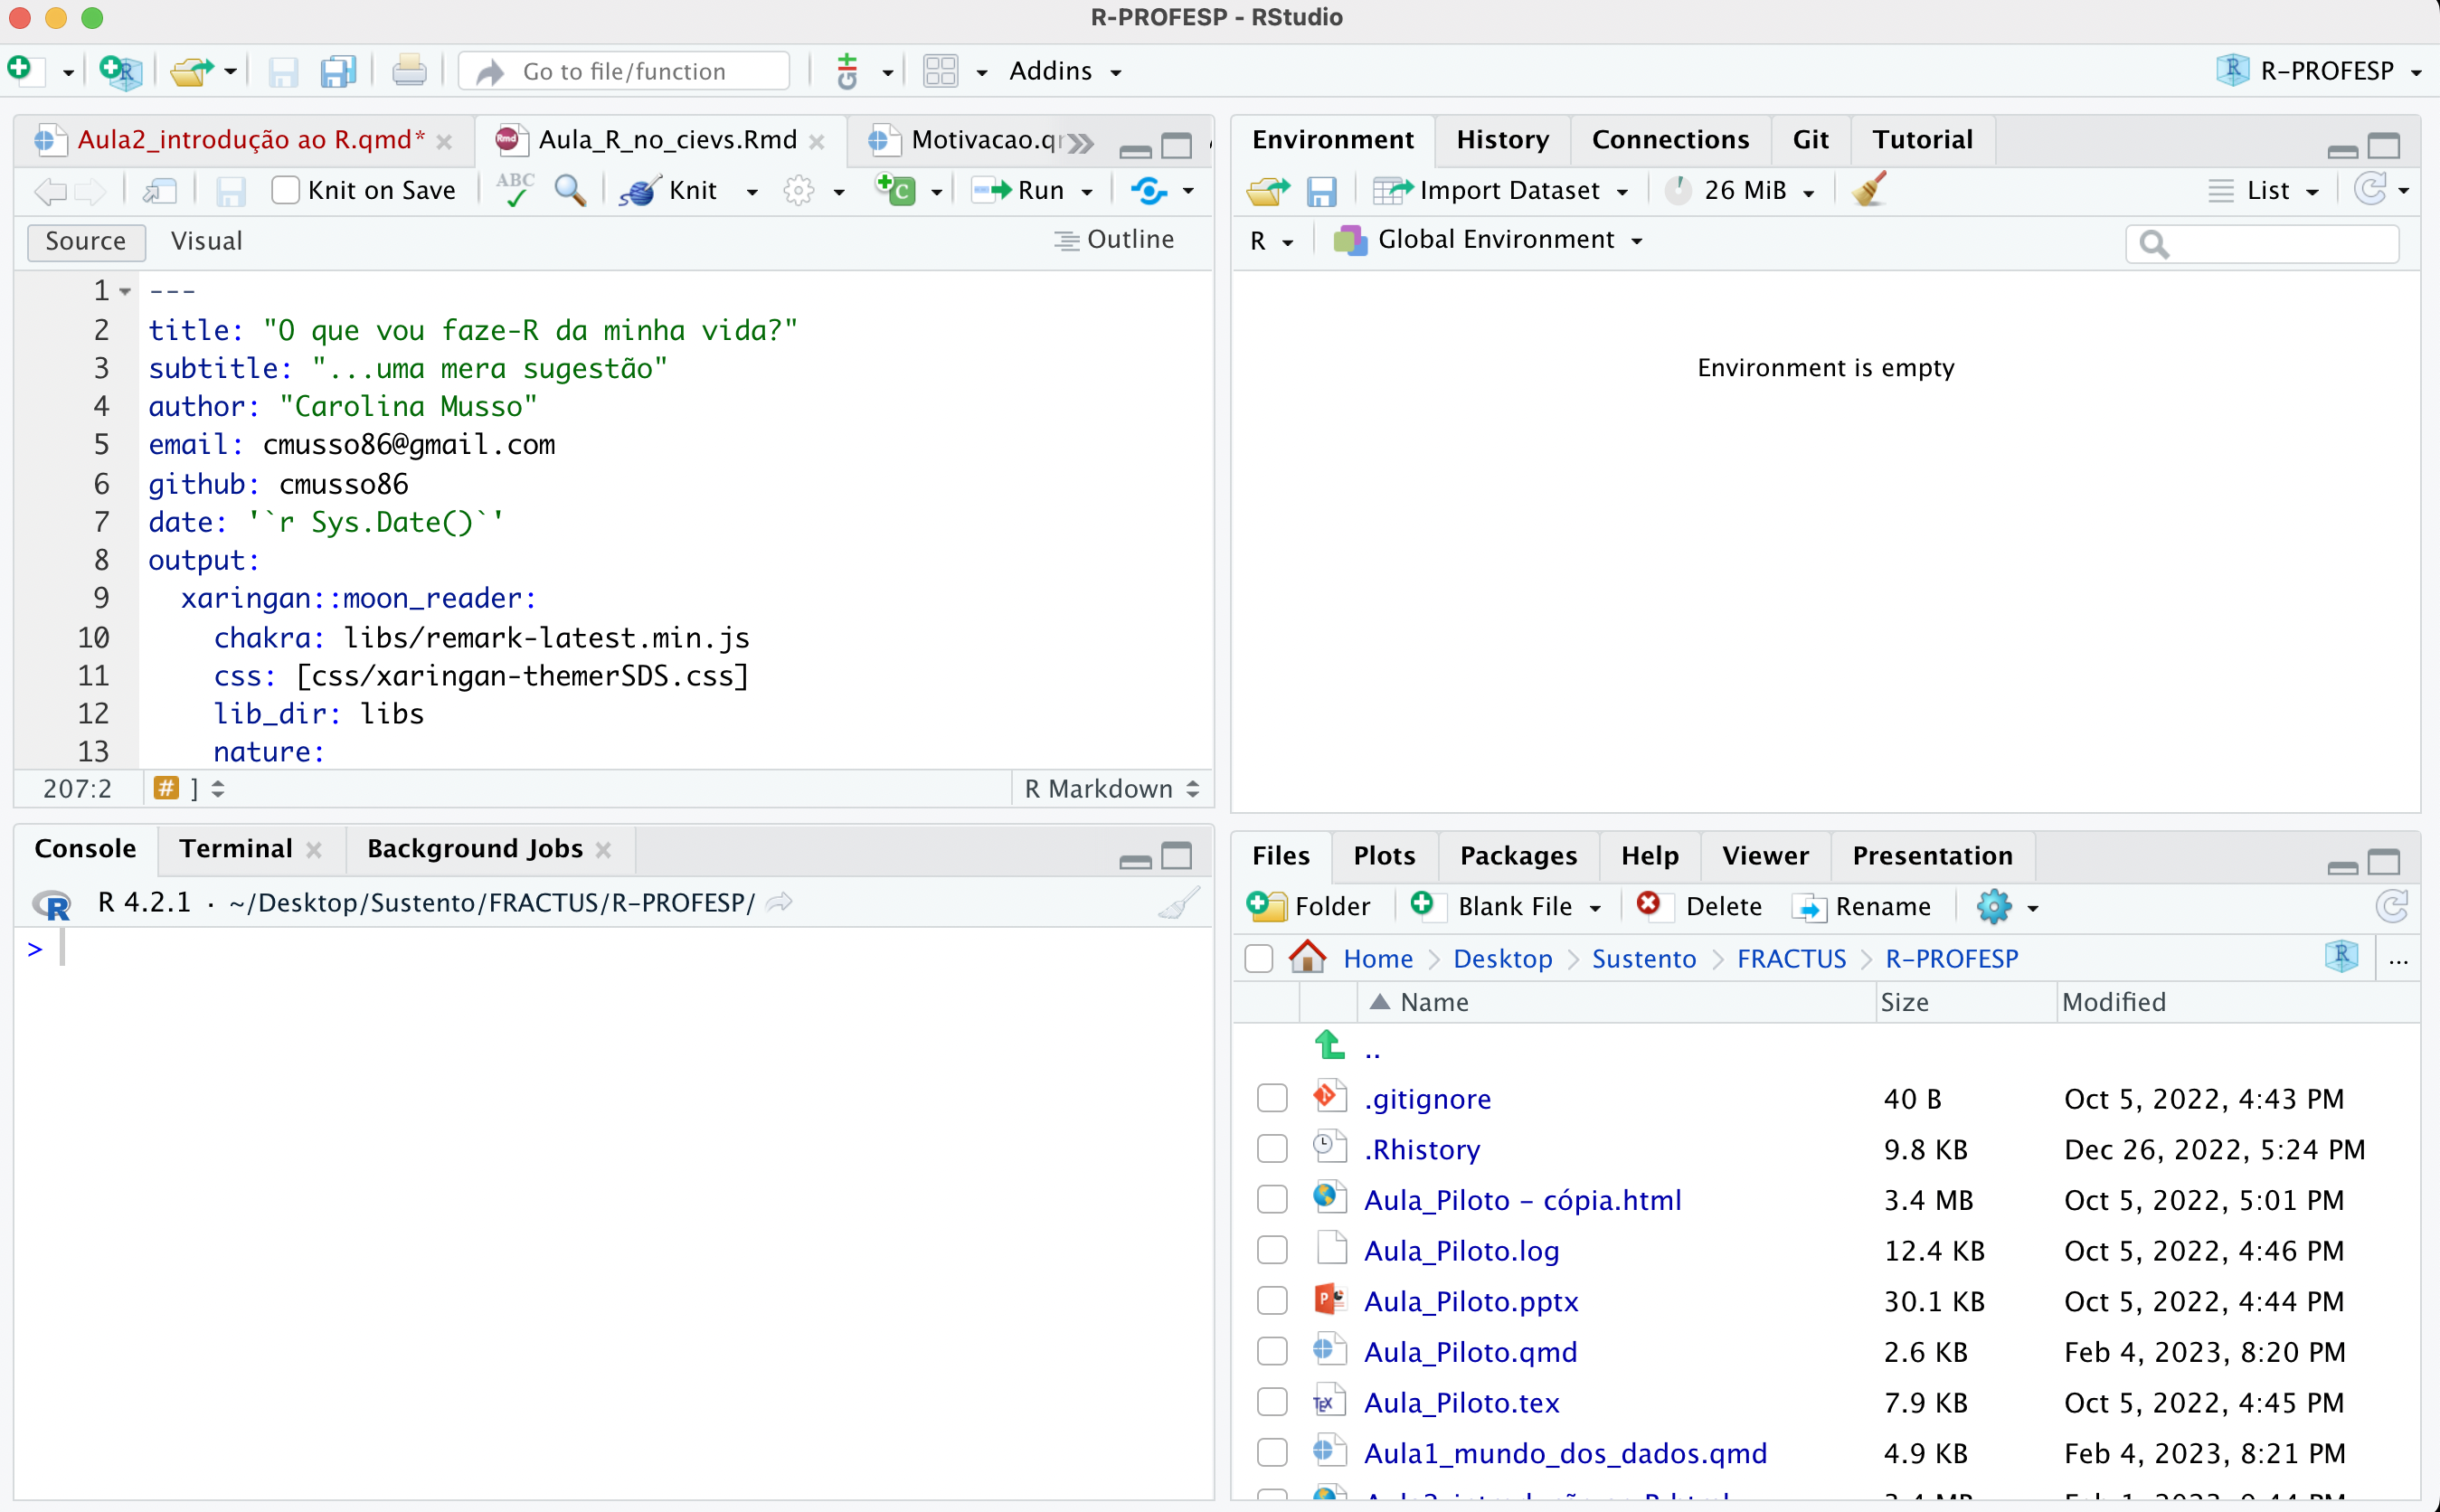 R-PROFESP - RStudio
Go to file/function
Addins
R-PROFESP
Aula2_introdução ao R.qmd*
Aula_R_no_cievs.Rmd
Motivacao.qr
Knit on Save
ABC
Knit
Run
Source
Visual
Outline
1 ---
2 title: "O que vou faze-R da minha vida?"
3 subtitle: "...uma mera sugestão"
4 author: "Carolina Musso"
5 email: cmusso86@gmail.com
6 github: cmusso86
7 date: '`r Sys.Date()`'
8 output:
9 xaringan::moon_reader:
10 chakra: libs/remark-latest.min.js
11 css: [css/xaringan-themerSDS.css]
12 lib_dir: libs
13 nature:
207:2
# ]
R Markdown
Environment
History
Connections
Git
Tutorial
Import Dataset
26 MiB
List
R
Global Environment
Environment is empty
Console
Terminal
Background Jobs
R 4.2.1 · ~/Desktop/Sustento/FRACTUS/R-PROFESP/
>
Files
Plots
Packages
Help
Viewer
Presentation
Folder
Blank File
Delete
Rename
Home
Desktop
Sustento
FRACTUS
R-PROFESP
...
Name Size Modified
..
.gitignore 40 B Oct 5, 2022, 4:43 PM
.Rhistory 9.8 KB Dec 26, 2022, 5:24 PM
Aula_Piloto – cópia.html 3.4 MB Oct 5, 2022, 5:01 PM
Aula_Piloto.log 12.4 KB Oct 5, 2022, 4:46 PM
Aula_Piloto.pptx 30.1 KB Oct 5, 2022, 4:44 PM
Aula_Piloto.qmd 2.6 KB Feb 4, 2023, 8:20 PM
Aula_Piloto.tex 7.9 KB Oct 5, 2022, 4:45 PM
Aula1_mundo_dos_dados.qmd 4.9 KB Feb 4, 2023, 8:21 PM